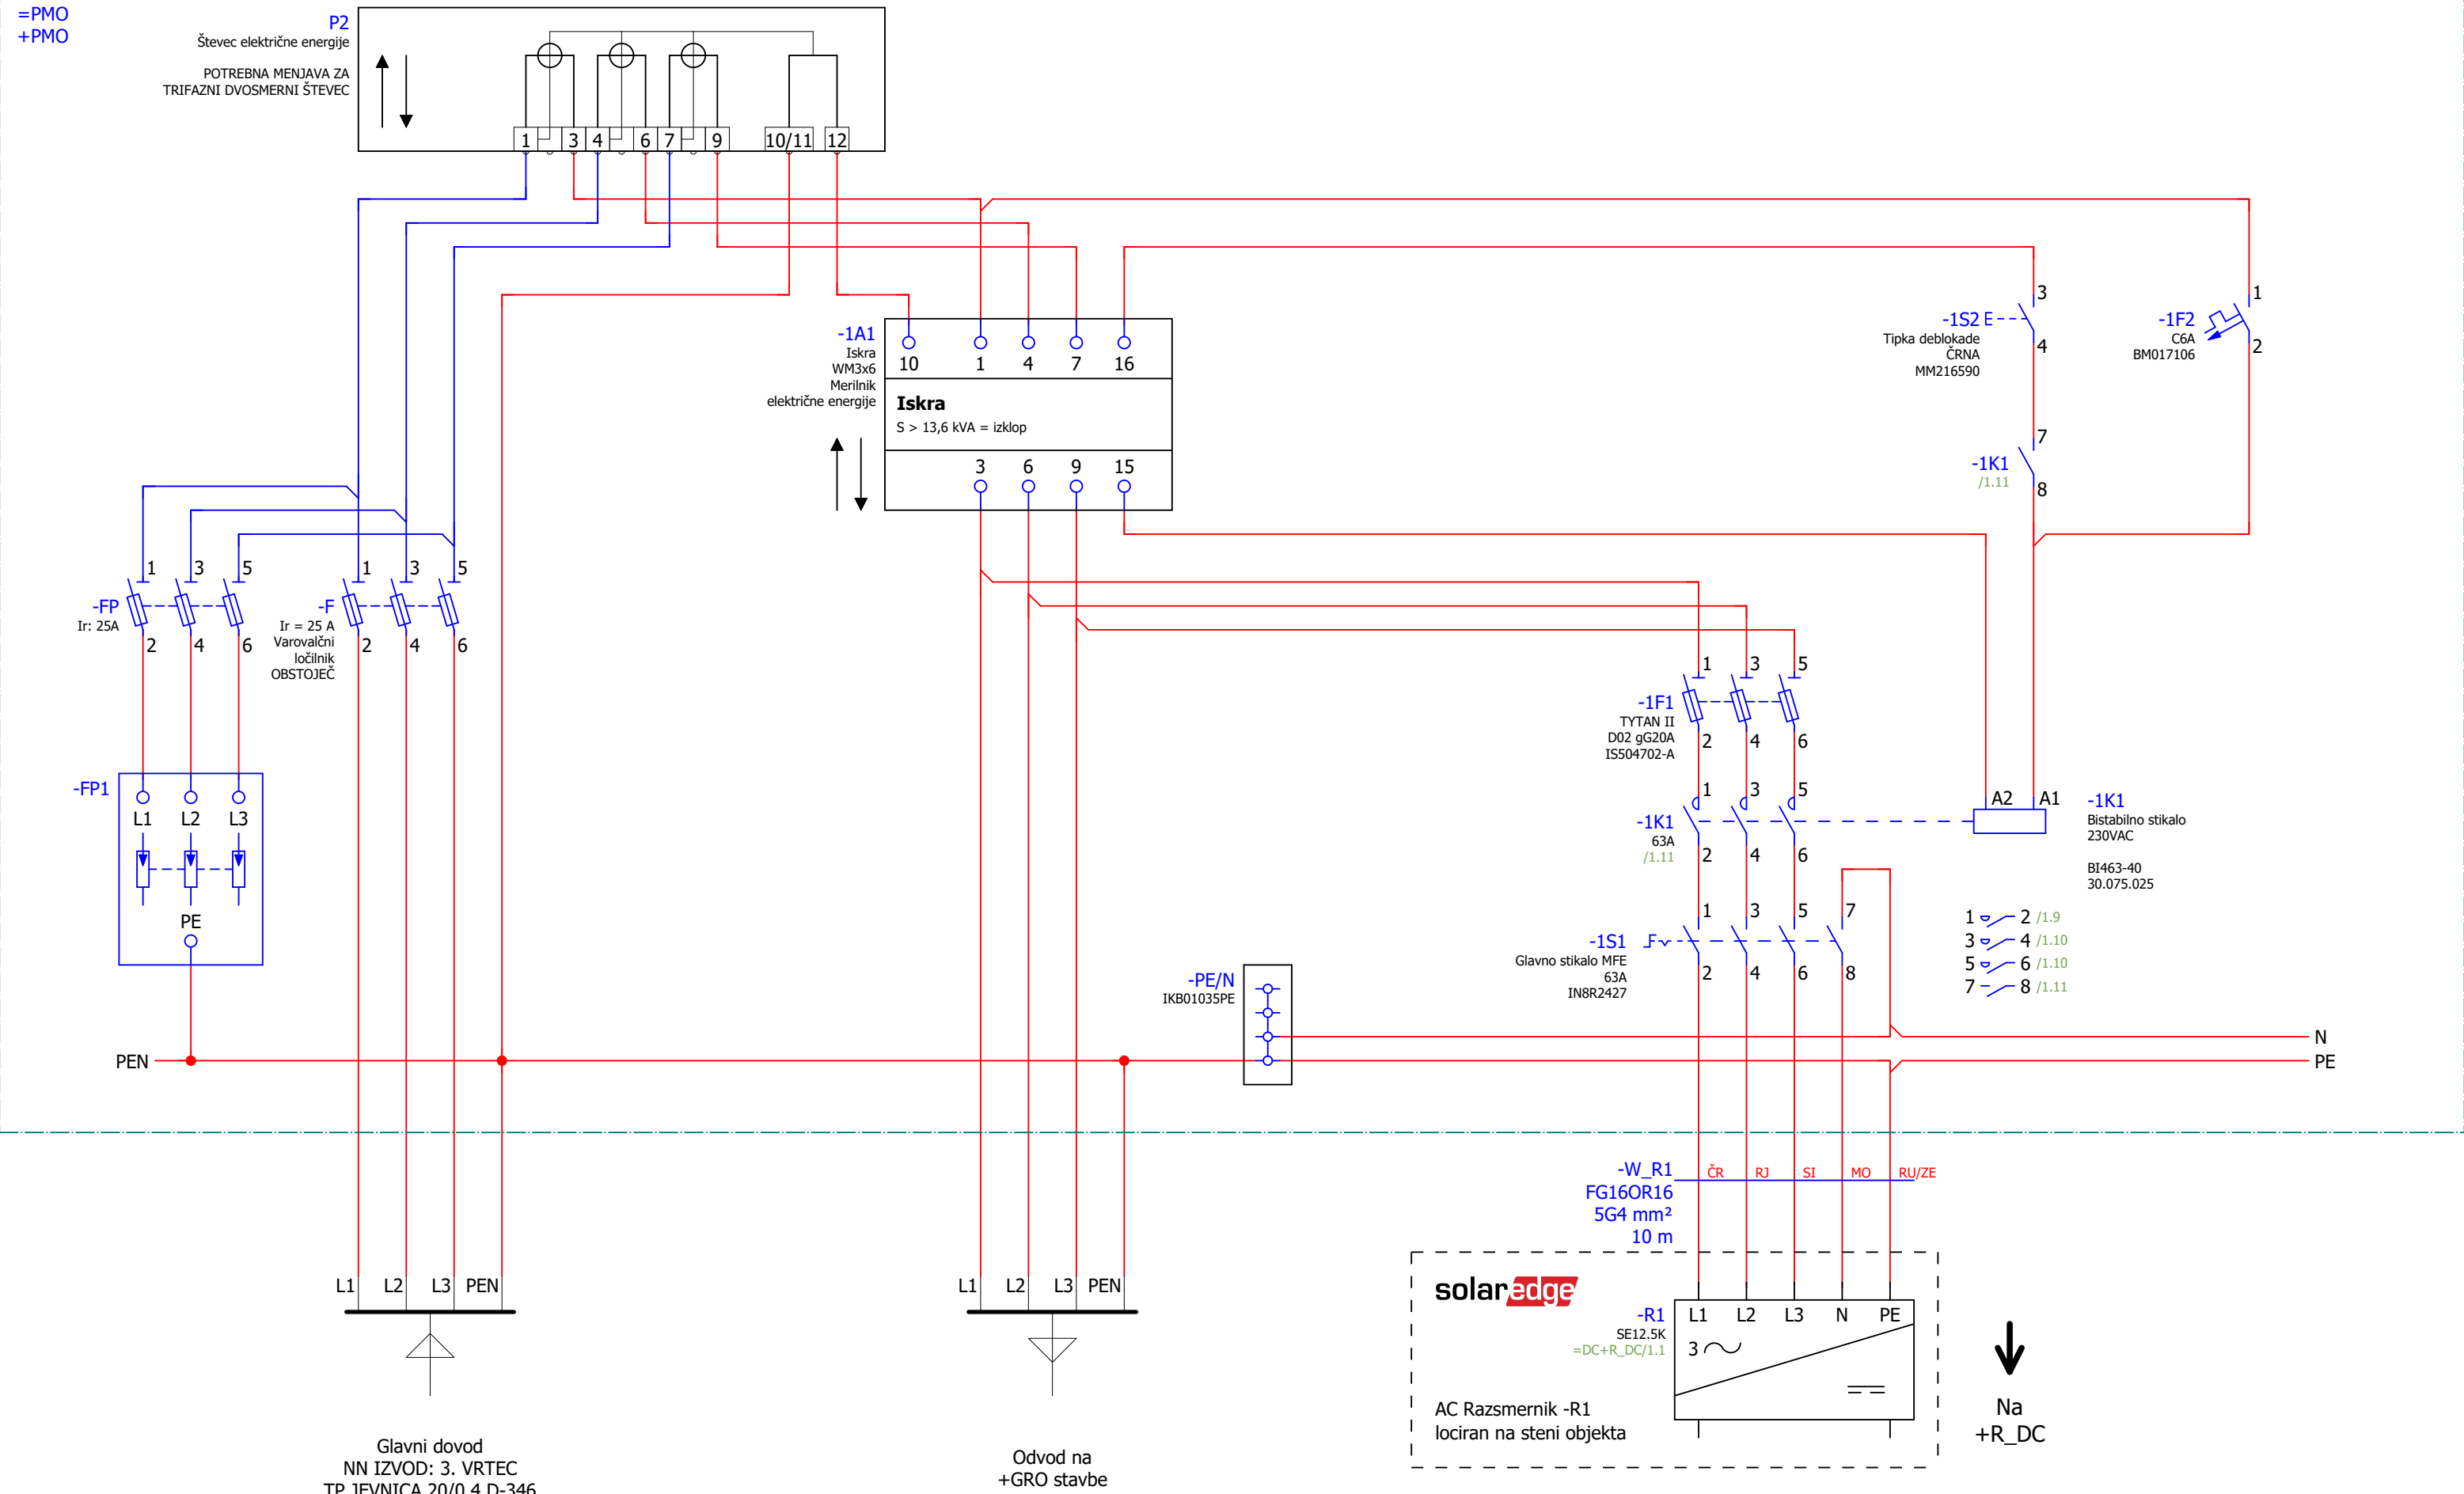 =PMO
+PMO
P2
Števec električne energije
POTREBNA MENJAVA ZA
TRIFAZNI DVOSMERNI ŠTEVEC
1 3 4 6 7 9 10/11 12
-1A1
Iskra
WM3x6
Merilnik
električne energije
10 1 4 7 16
Iskra
S > 13,6 kVA = izklop
3 6 9 15
-1S2
Tipka deblokade
ČRNA
MM216590
3
4
-1F2
C6A
BM017106
1
2
-1K1
/1.11
7
8
-FP
Ir: 25A
1 3 5
2 4 6
-F
Ir = 25 A
Varovalčni
ločilnik
OBSTOJEČ
1 3 5
2 4 6
-FP1
L1 L2 L3
PE
-1F1
TYTAN II
D02 gG20A
IS504702-A
1 3 5
2 4 6
-1K1
63A
/1.11
1 3 5
2 4 6
A2 A1
-1K1
Bistabilno stikalo
230VAC
BI463-40
30.075.025
1 2 /1.9
3 4 /1.10
5 6 /1.10
7 8 /1.11
-1S1
Glavno stikalo MFE
63A
IN8R2427
1 3 5 7
2 4 6 8
-PE/N
IKB01035PE
N
PEN
PE
-W_R1
FG16OR16
5G4 mm²
10 m
ČR RJ SI MO RU/ZE
L1 L2 L3 PEN
L1 L2 L3 PEN
solaredge
-R1
SE12.5K
=DC+R_DC/1.1
L1 L2 L3 N PE
3
AC Razsmernik -R1
lociran na steni objekta
Na
+R_DC
Glavni dovod
NN IZVOD: 3. VRTEC
TP JEVNICA 20/0,4 D-346
Odvod na
+GRO stavbe